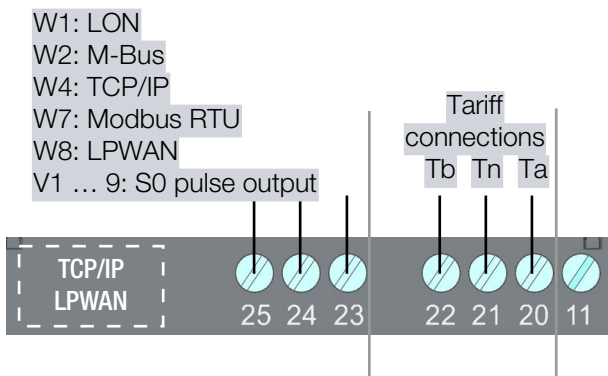 W1: LON
W2: M-Bus
W4: TCP/IP
W7: Modbus RTU
W8: LPWAN
V1 … 9: S0 pulse output
Tariff
connections
Tb Tn Ta
TCP/IP
LPWAN
25 24 23 22 21 20 11